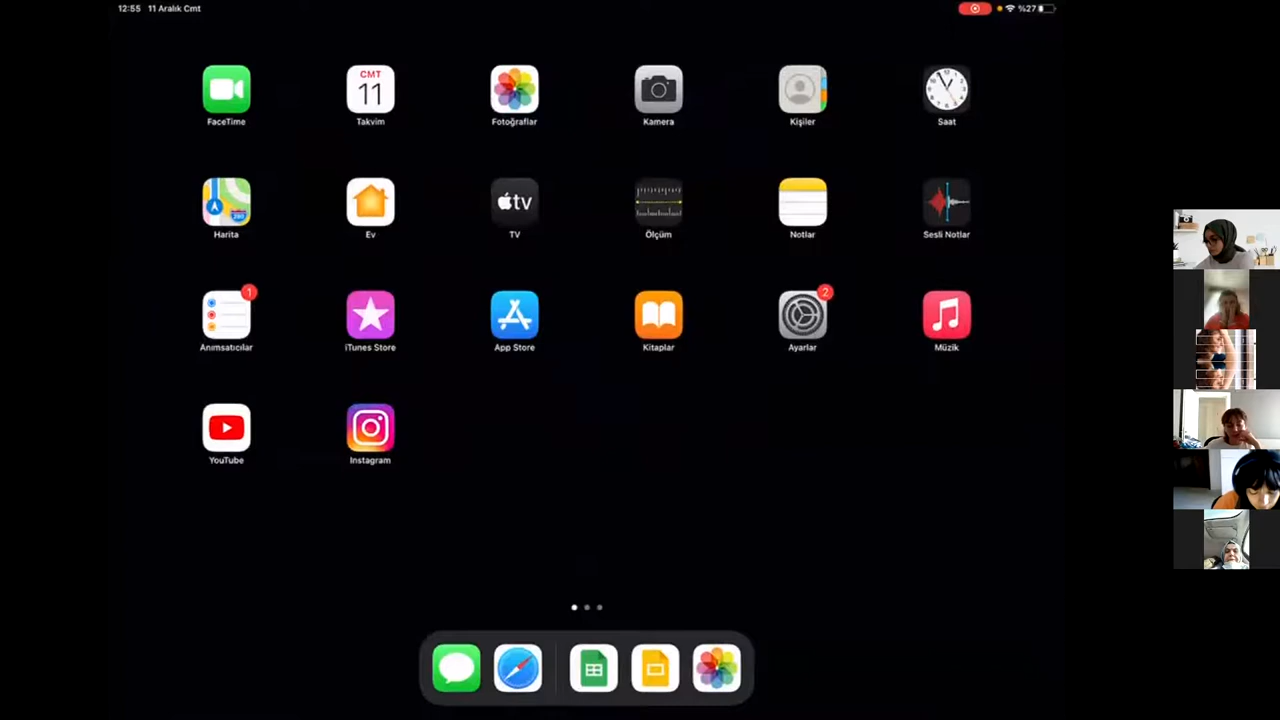 12:55 11 Aralık Cmt
%27
CMT
11
FaceTime
Takvim
Fotoğraflar
Kamera
Kişiler
Saat
280
tv
Harita
Ev
TV
Ölçüm
Notlar
Sesli Notlar
1
2
Anımsatıcılar
iTunes Store
App Store
Kitaplar
Ayarlar
Müzik
YouTube
Instagram